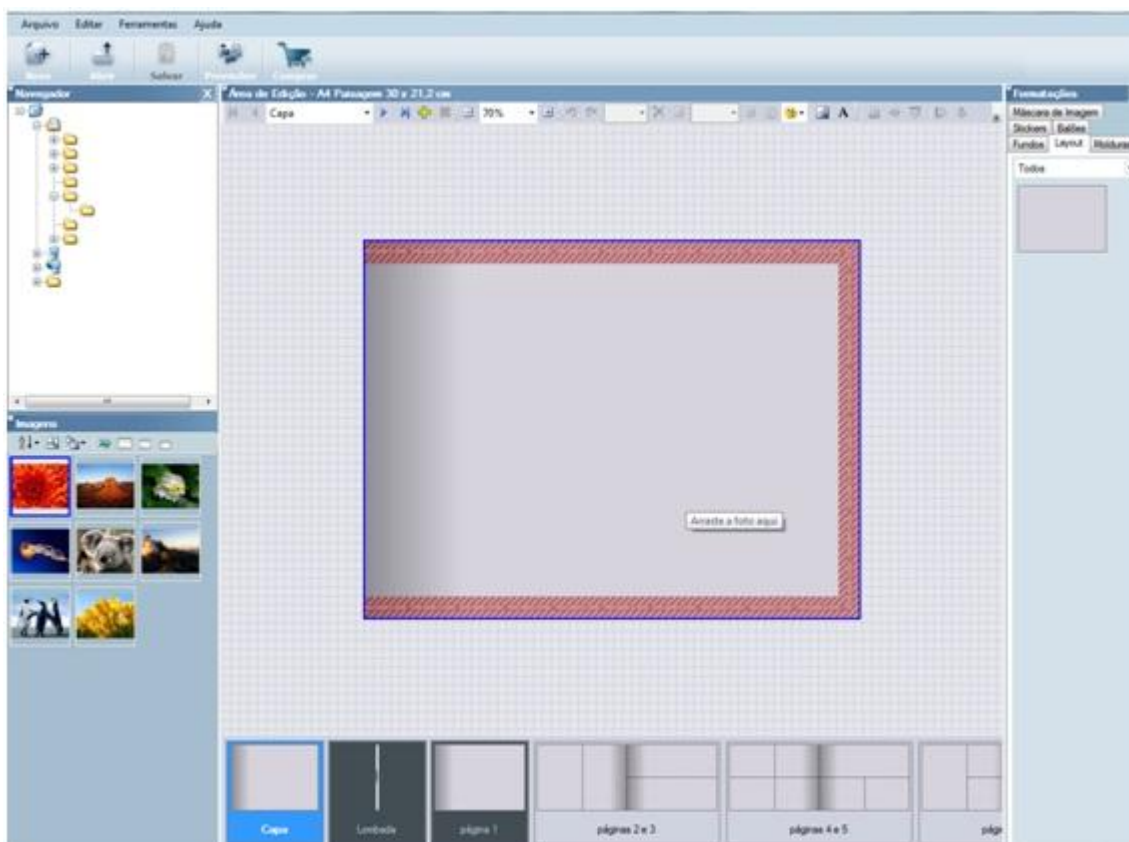 Arquivo Editar Ferramentas Ajuda
Novo Abrir Salvar Preencher Comprar
Navegador X
Área de Edição - A4 Paisagem 30 x 21,2 cm
Formatações
Capa 70% A
Máscara de Imagem
Stickers Balões
Fundos Layout Molduras
Todos
Imagens
Arraste a foto aqui
Capa Lombada página 1 páginas 2 e 3 páginas 4 e 5